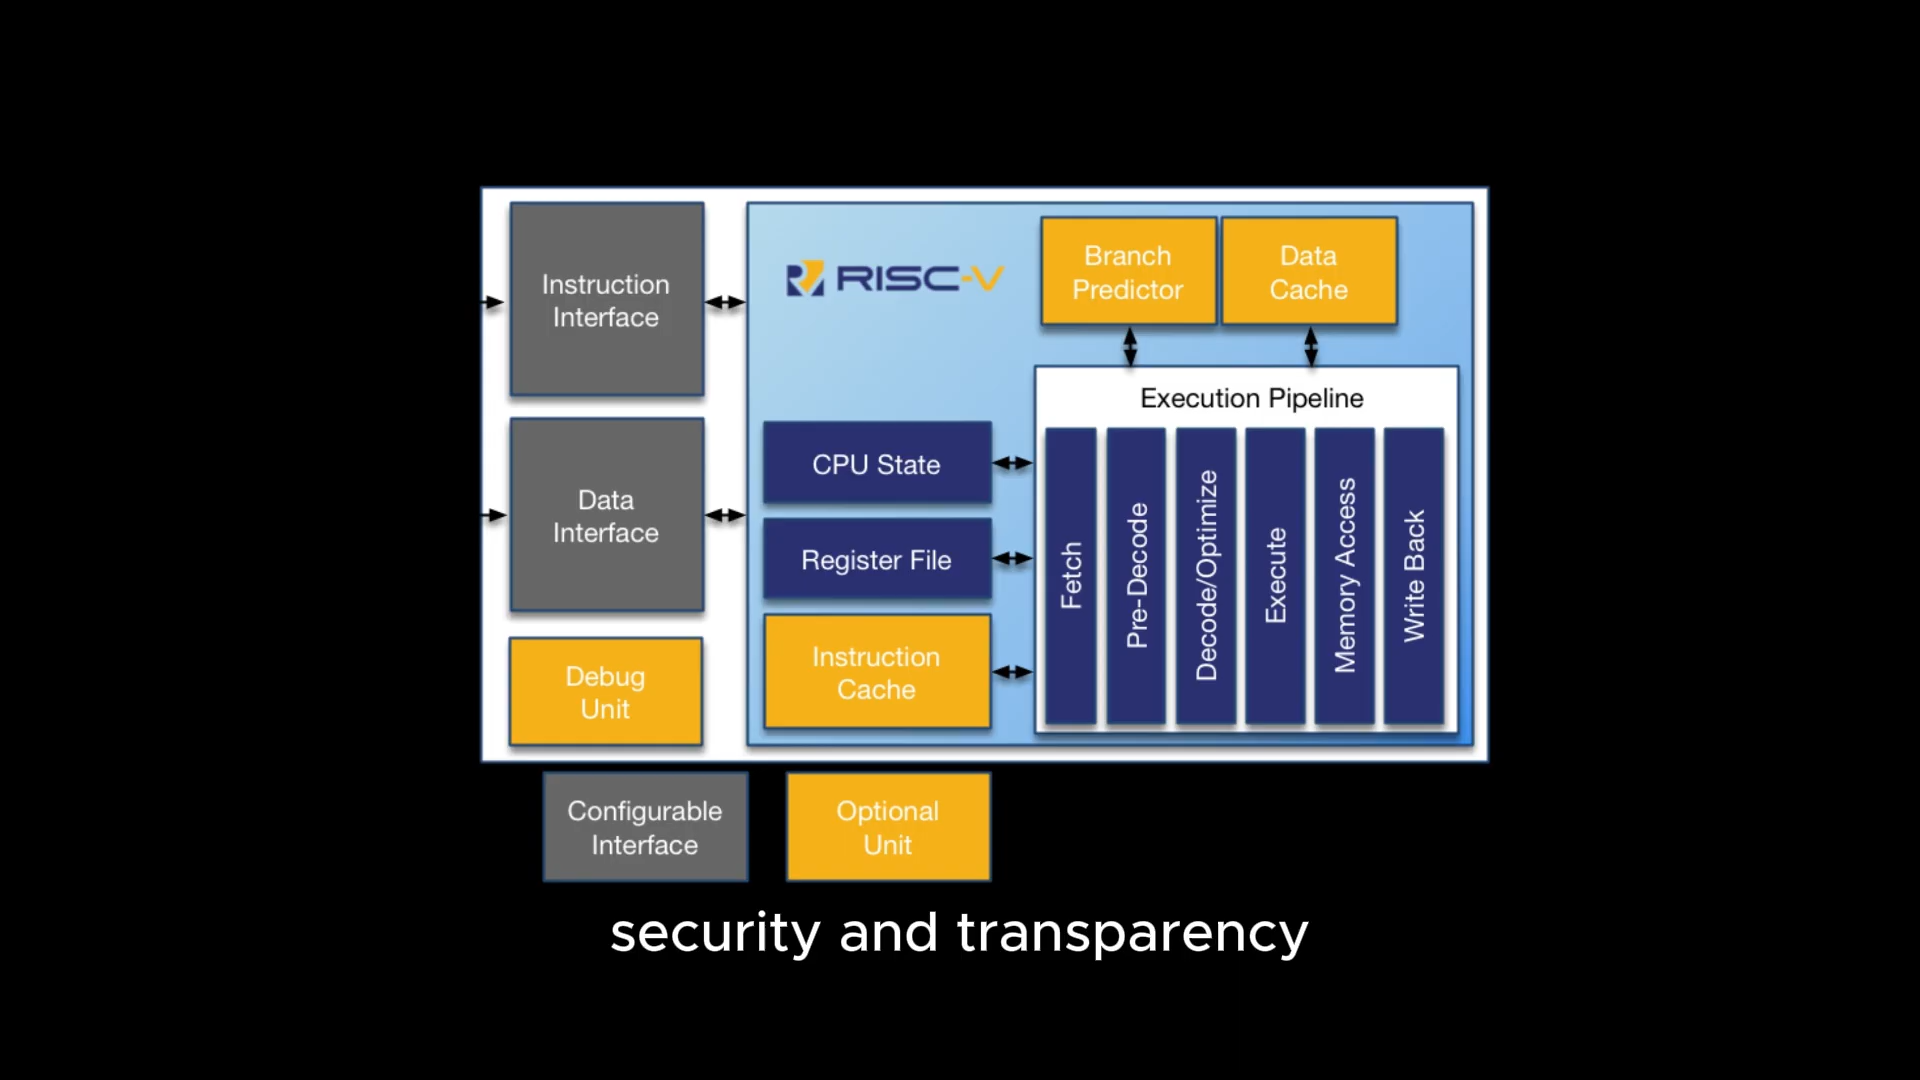 Instruction
Interface
Data
Interface
Debug
Unit
RISC-V
Branch
Predictor
Data
Cache
CPU State
Register File
Instruction
Cache
Execution Pipeline
Fetch
Pre-Decode
Decode/Optimize
Execute
Memory Access
Write Back
Configurable
Interface
Optional
Unit
security and transparency